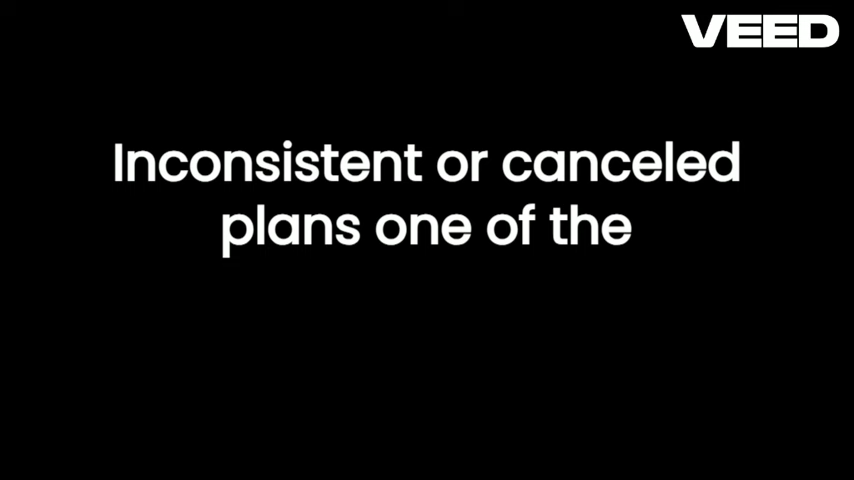 VEED
Inconsistent or canceled
plans one of the